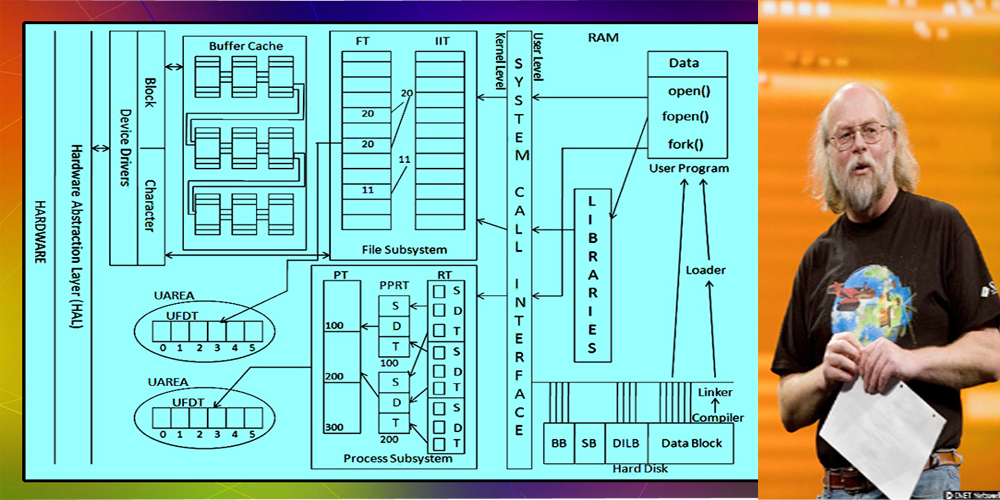 HARDWARE
Hardware Abstraction Layer (HAL)
Device Drivers
Block
Character
Buffer Cache
FT
IIT
20
20
20
11
11
File Subsystem
Kernel Level
User Level
SYSTEM CALL INTERFACE
RAM
Data
open()
fopen()
fork()
User Program
LIBRARIES
Loader
Linker
Compiler
BB
SB
DILB
Data Block
Hard Disk
UAREA
UFDT
0 1 2 3 4 5
UAREA
UFDT
0 1 2 3 4 5
PT
100
200
300
PPRT
S
D
T
100
S
D
T
200
RT
S
D
T
S
D
T
S
D
T
Process Subsystem